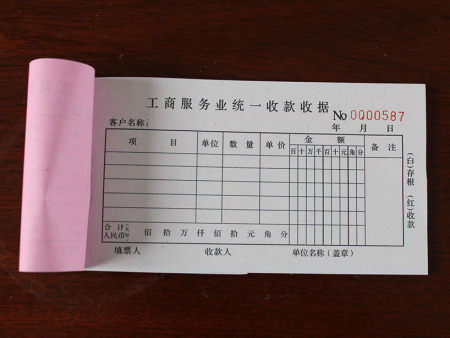 工商服务业统一收款收据
No 0000587
客户名称：
年 月 日
项 目 单位 数量 单价 金 额 备注
百十万千百十元角分
合计
人民币 佰 拾 万 仟 佰 拾 元 角 分
填票人 收款人 单位名称（盖章）
（白）存根 （红）收款